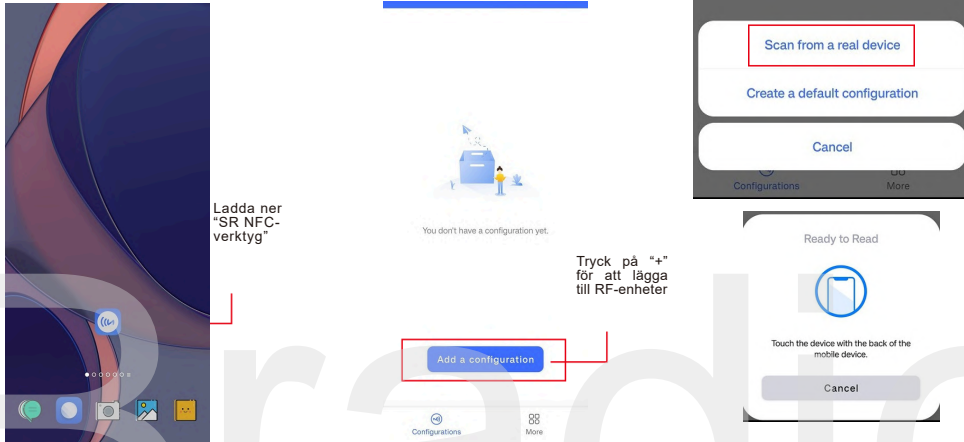 Ladda ner
“SR NFC-
verktyg”
You don't have a configuration yet.
Tryck på “+”
för att lägga
till RF-enheter
Add a configuration
Configurations
More
Scan from a real device
Create a default configuration
Cancel
Configurations
More
Ready to Read
Touch the device with the back of the
mobile device.
Cancel
radio